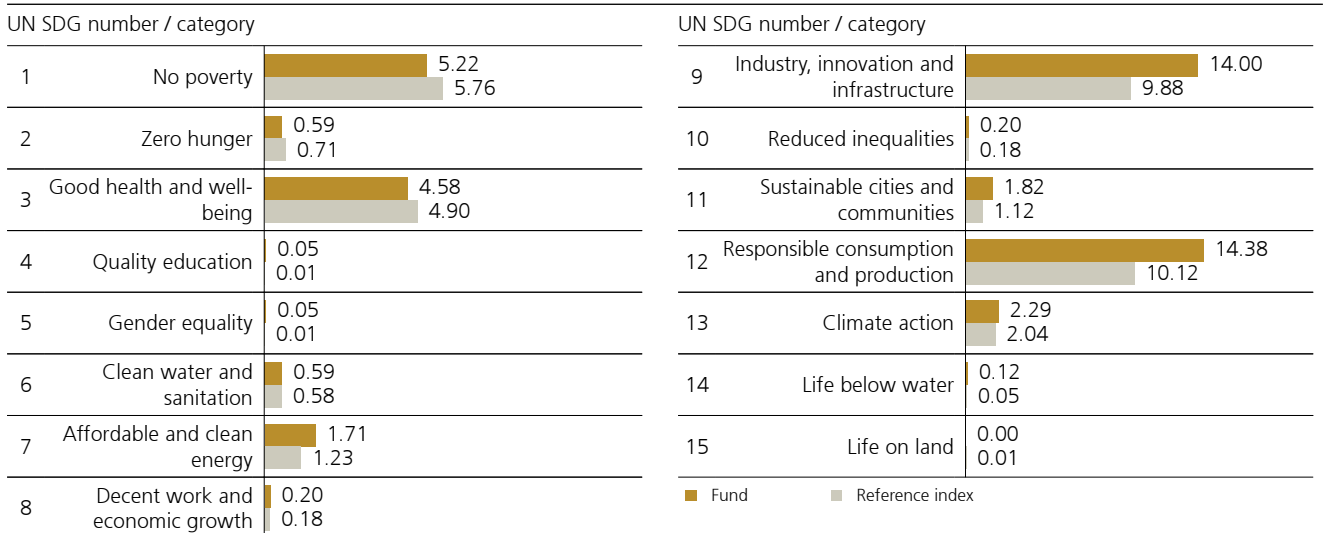 UN SDG number / category
1 No poverty 5.22
5.76
2 Zero hunger 0.59
0.71
3 Good health and well-
being 4.58
4.90
4 Quality education 0.05
0.01
5 Gender equality 0.05
0.01
6 Clean water and
sanitation 0.59
0.58
7 Affordable and clean
energy 1.71
1.23
8 Decent work and
economic growth 0.20
0.18
UN SDG number / category
9 Industry, innovation and
infrastructure 14.00
9.88
10 Reduced inequalities 0.20
0.18
11 Sustainable cities and
communities 1.82
1.12
12 Responsible consumption
and production 14.38
10.12
13 Climate action 2.29
2.04
14 Life below water 0.12
0.05
15 Life on land 0.00
0.01
Fund Reference index